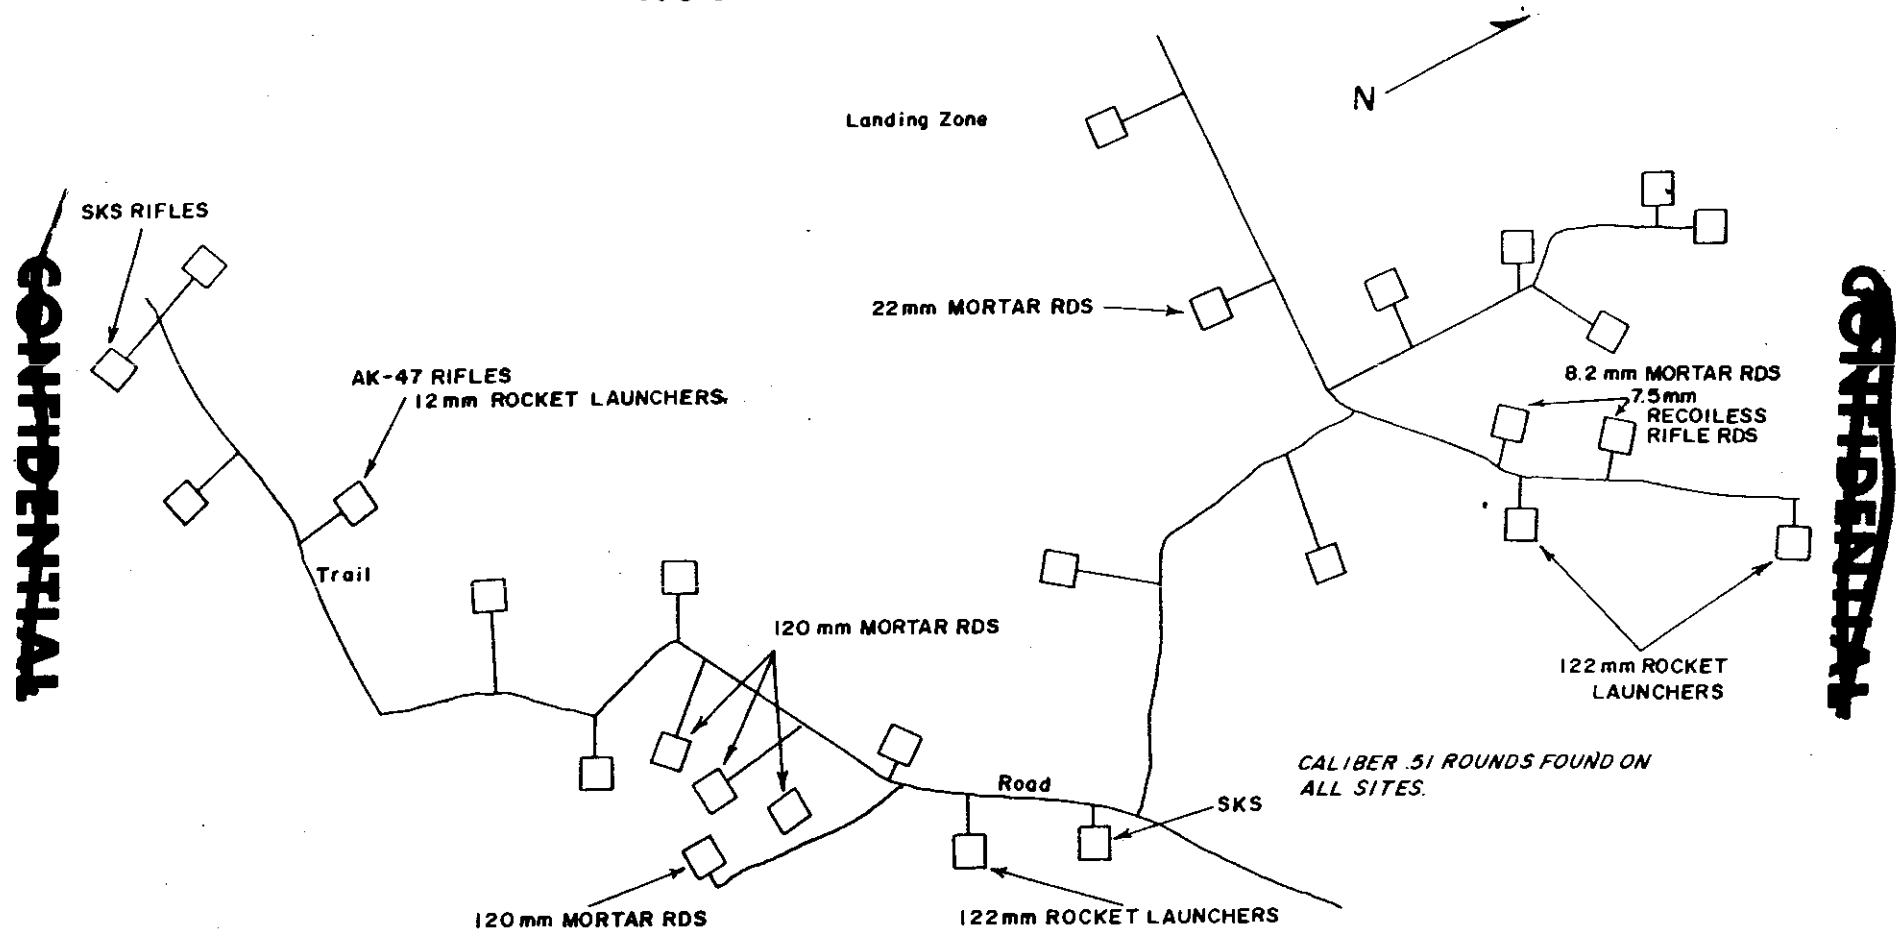 N
Landing Zone
SKS RIFLES
22mm MORTAR RDS
AK-47 RIFLES
12mm ROCKET LAUNCHERS.
8.2 mm MORTAR RDS
7.5mm
RECOILESS
RIFLE RDS
CONFIDENTIAL
CONFIDENTIAL
Trail
120 mm MORTAR RDS
122mm ROCKET
LAUNCHERS
CALIBER .51 ROUNDS FOUND ON
ALL SITES.
Road
SKS
120mm MORTAR RDS
122mm ROCKET LAUNCHERS